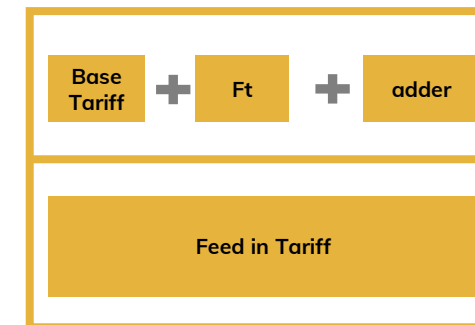 Base
Tariff
Ft
adder
Feed in Tariff